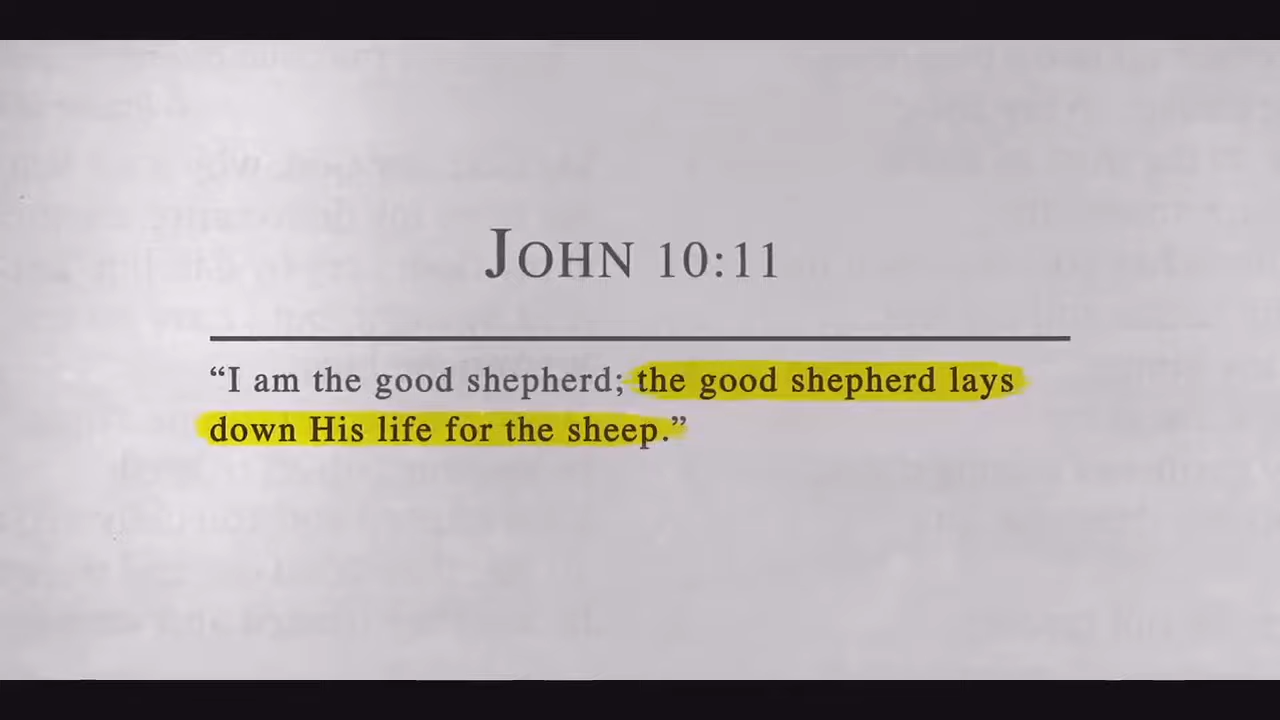 JOHN 10:11
“I am the good shepherd; the good shepherd lays
down His life for the sheep.”